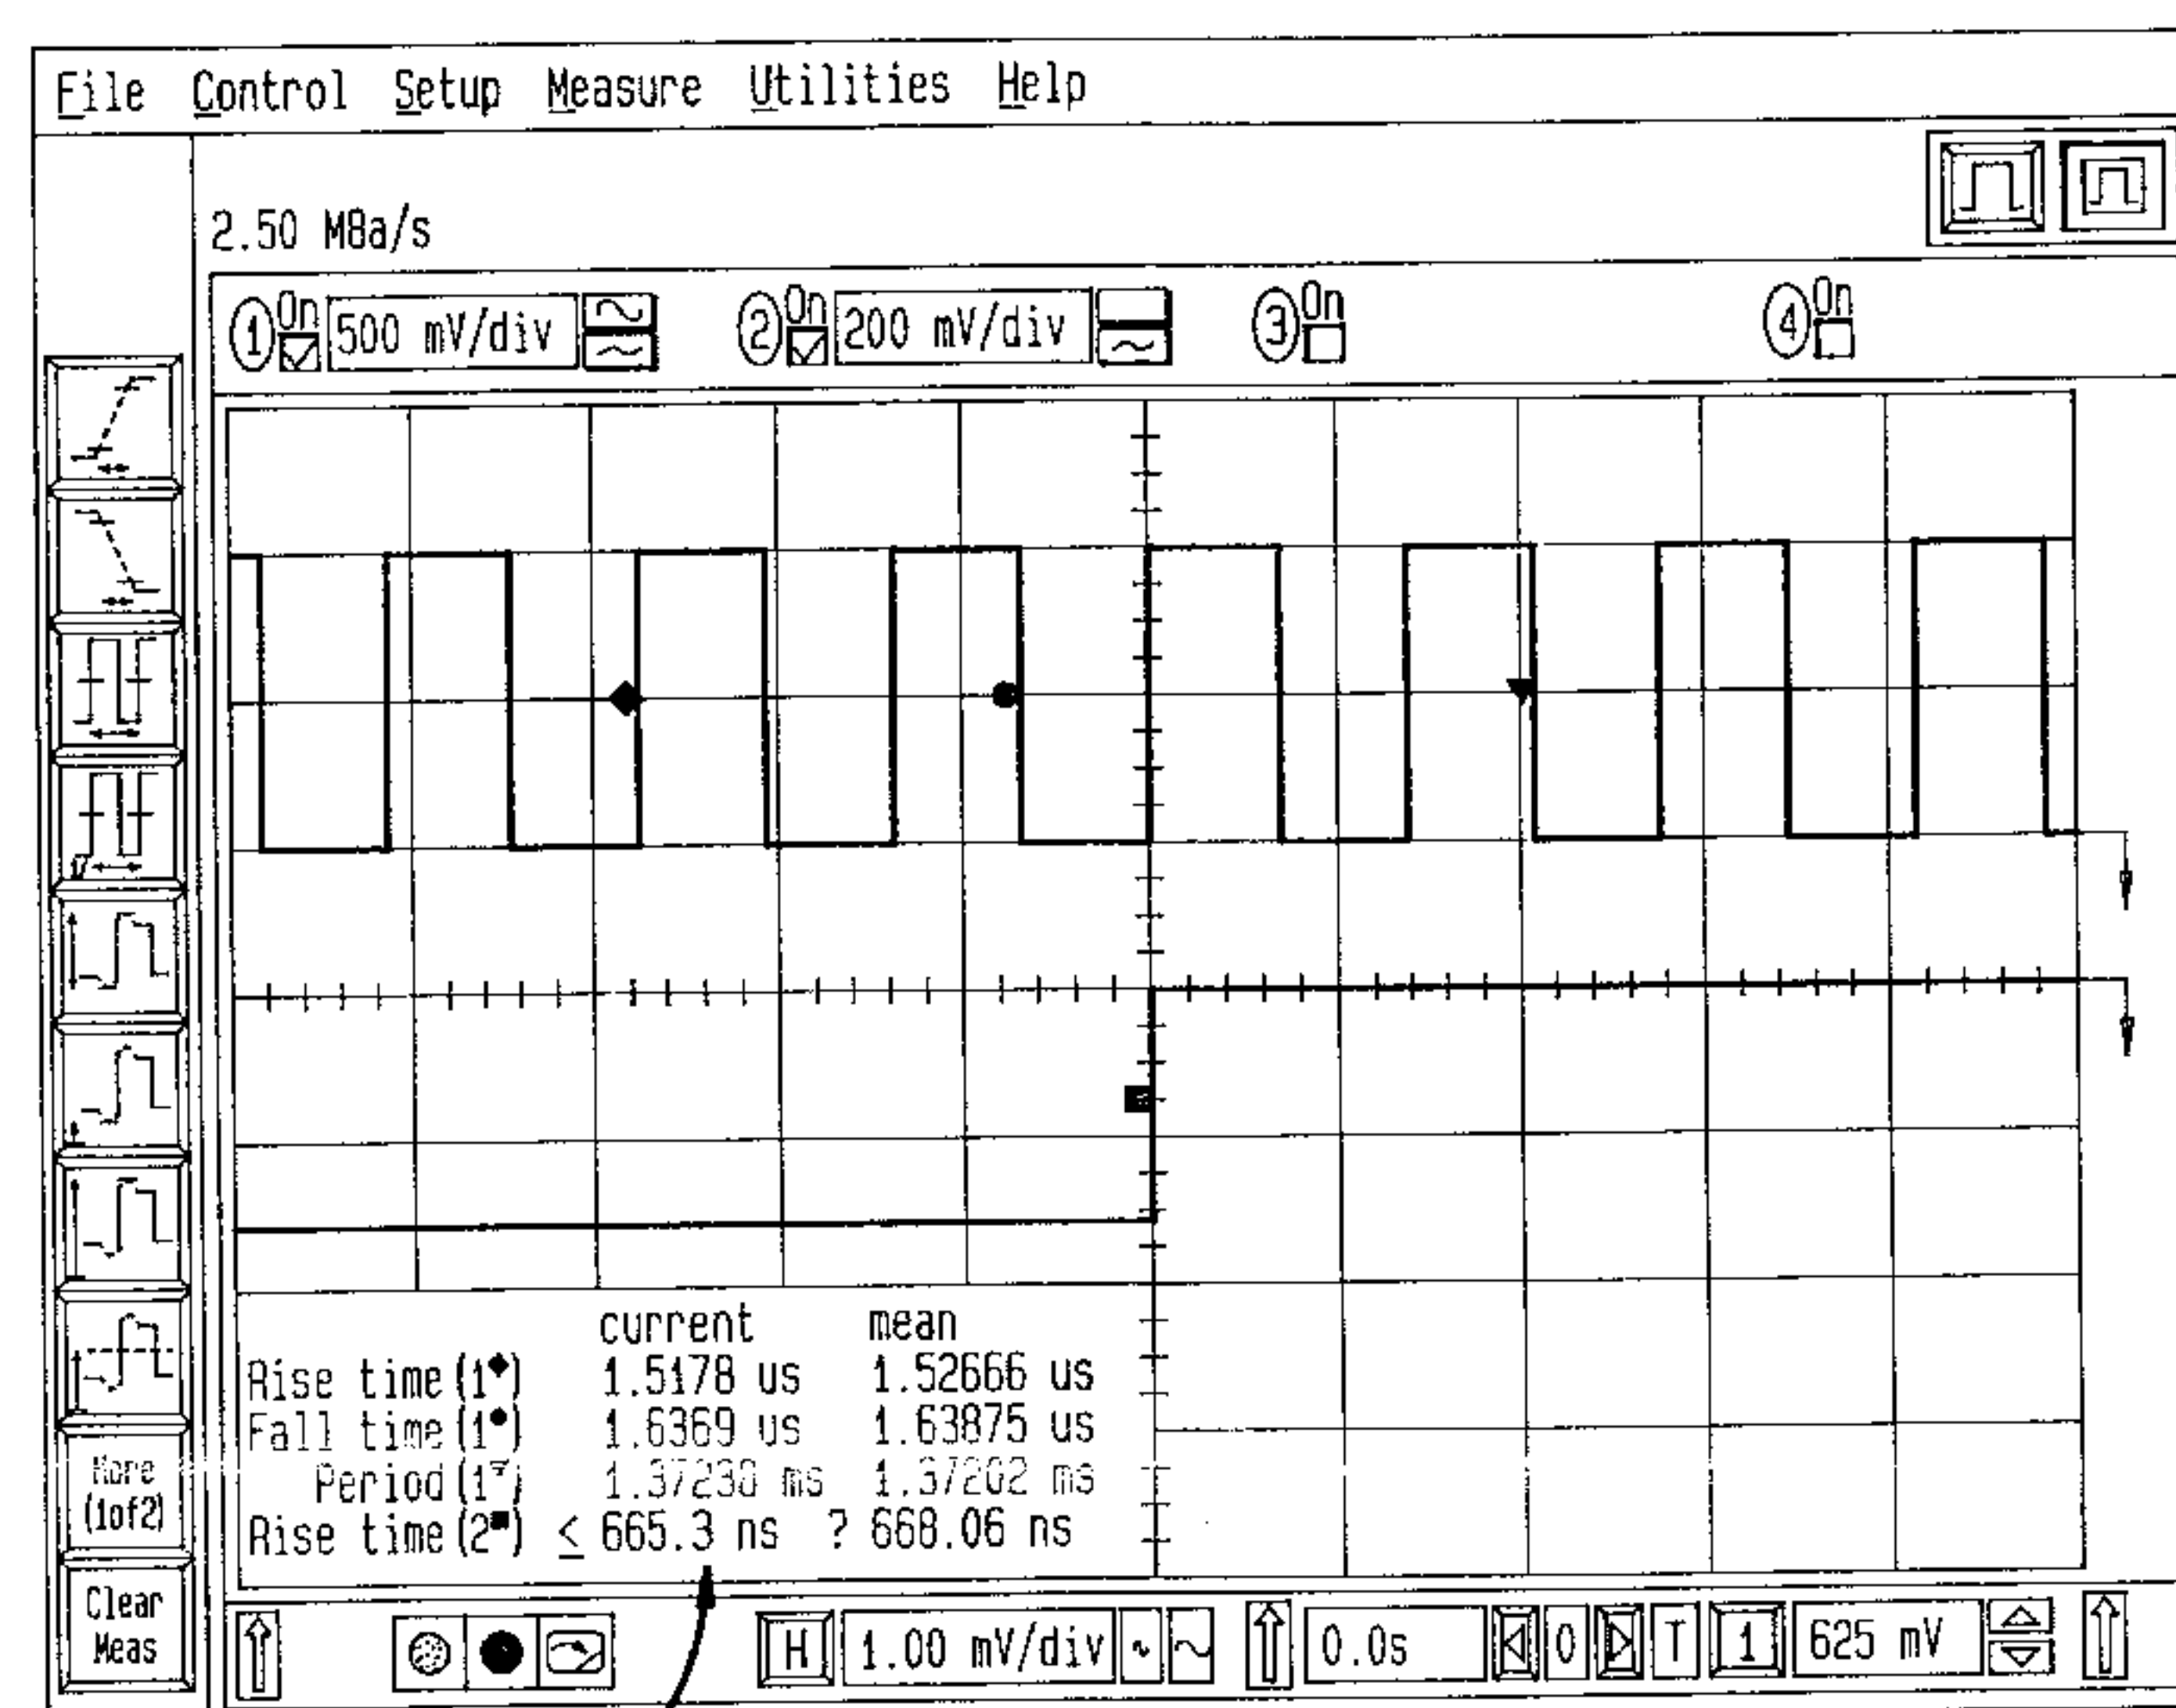 File Control Setup Measure Utilities Help
2.50 M8a/s
1 On 500 mV/div 2 On 200 mV/div 3 On 4 On
current mean
Rise time(1◆) 1.5178 us 1.52666 us
Fall time(1●) 1.6369 us 1.63875 us
Period(1▼) 1.37230 ms 1.37202 ms
Rise time(2■) ≤ 665.3 ns ? 668.06 ns
More
(1of2)
Clear
Meas
H 1.00 mV/div 0.0s 0 T 1 625 mV